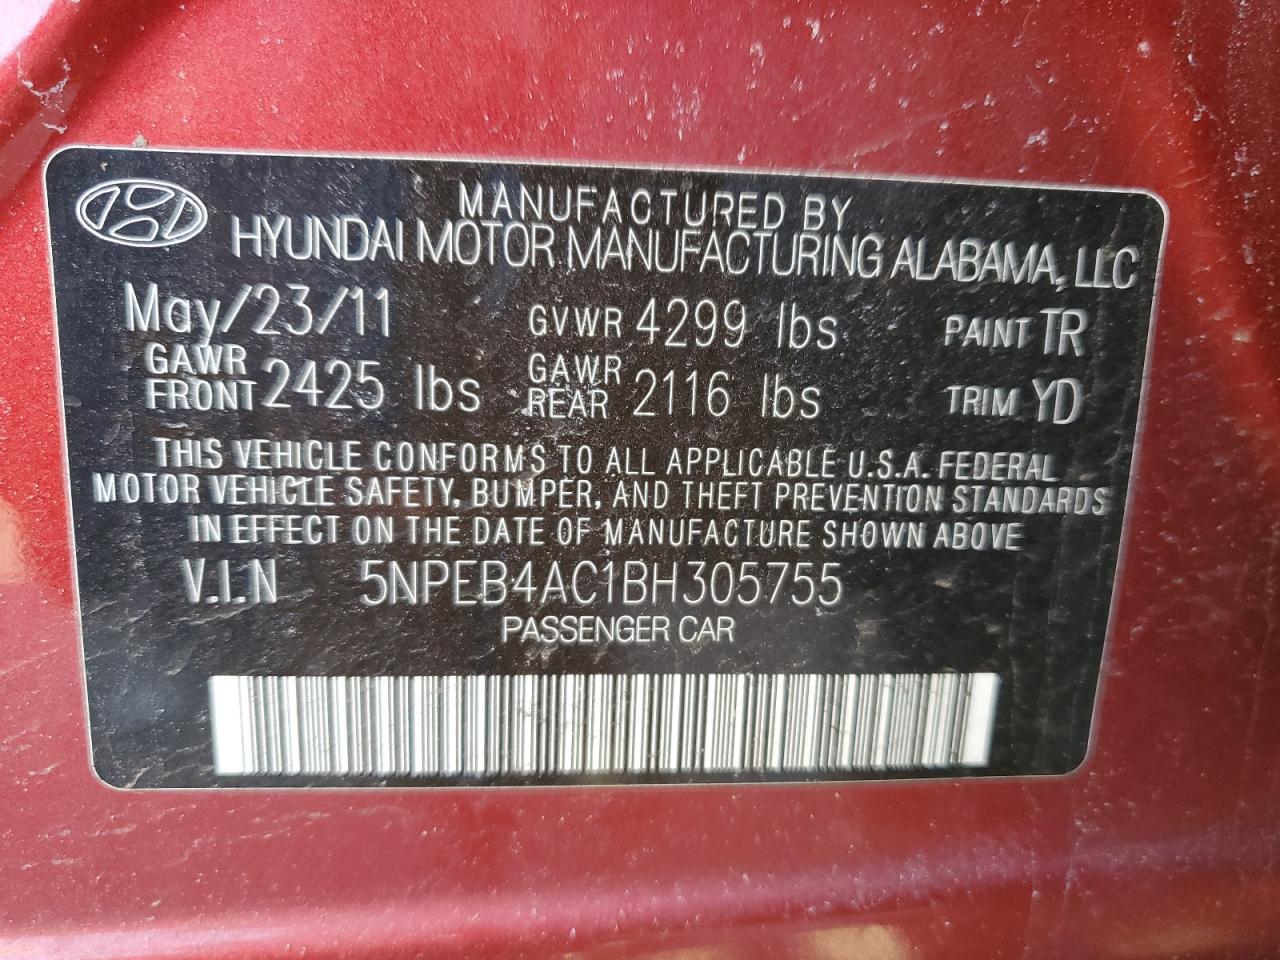 MANUFACTURED BY
HYUNDAI MOTOR MANUFACTURING ALABAMA, LLC
May/23/11 GVWR 4299 lbs PAINT TR
GAWR FRONT 2425 lbs GAWR REAR 2116 lbs TRIM YD
THIS VEHICLE CONFORMS TO ALL APPLICABLE U.S.A. FEDERAL
MOTOR VEHICLE SAFETY, BUMPER, AND THEFT PREVENTION STANDARDS
IN EFFECT ON THE DATE OF MANUFACTURE SHOWN ABOVE
V.I.N 5NPEB4AC1BH305755
PASSENGER CAR